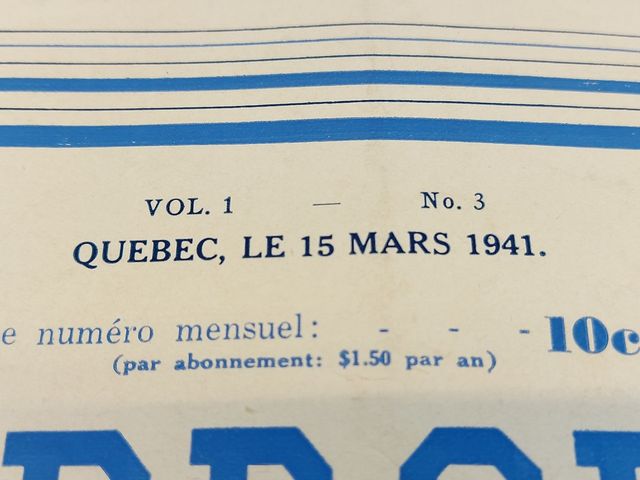 VOL. 1 — No. 3
QUEBEC, LE 15 MARS 1941.
e numéro mensuel: - - - 10c
(par abonnement: $1.50 par an)